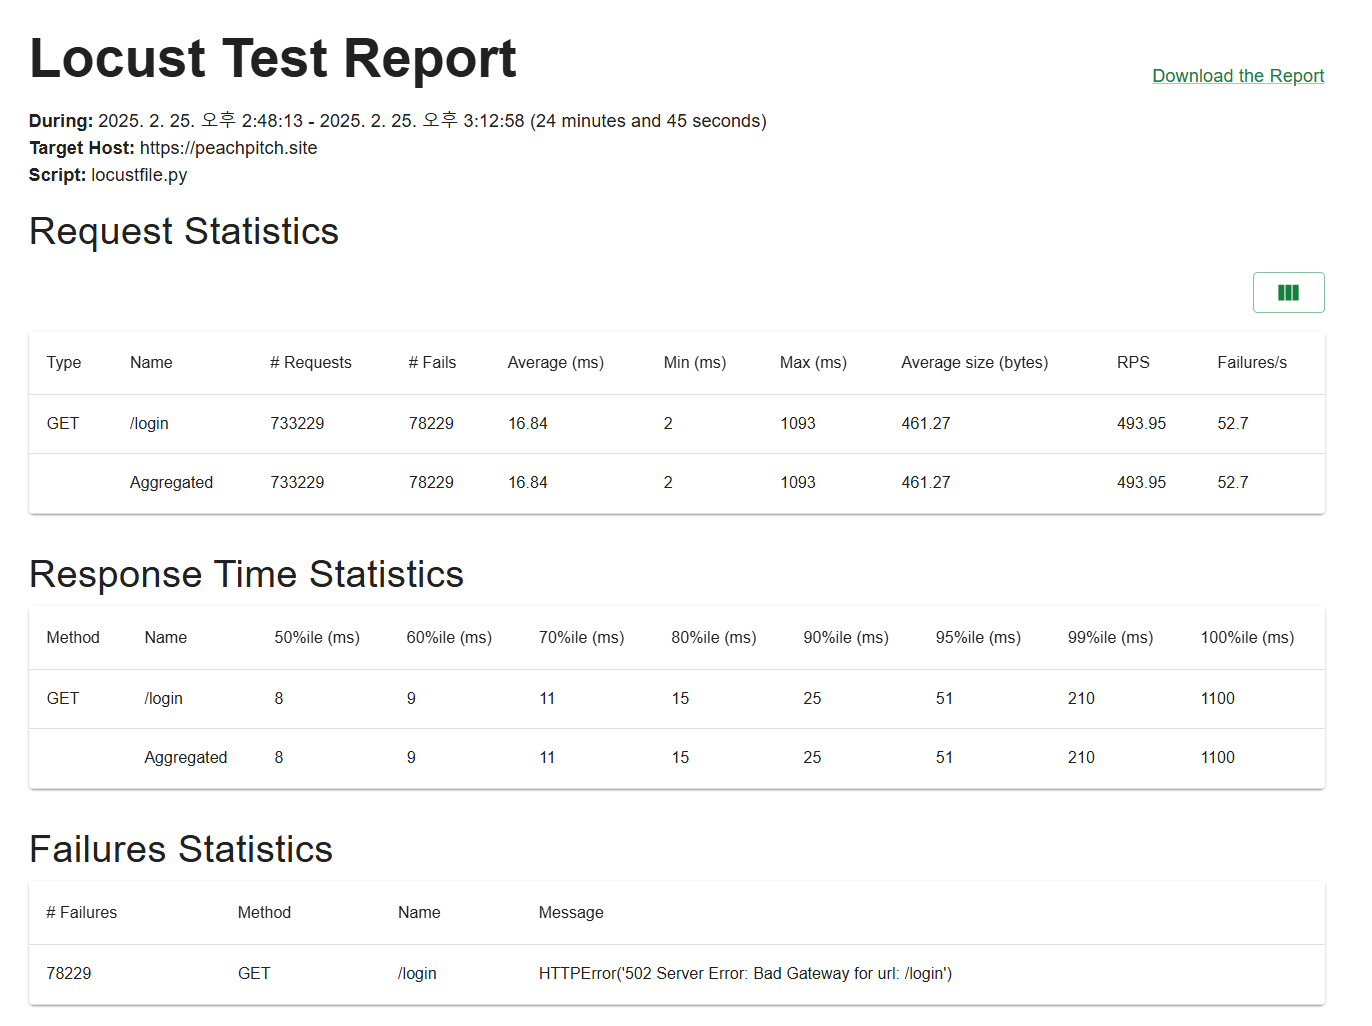 Locust Test Report
Download the Report
During: 2025. 2. 25. 오후 2:48:13 - 2025. 2. 25. 오후 3:12:58 (24 minutes and 45 seconds)
Target Host: https://peachpitch.site
Script: locustfile.py
Request Statistics
Type Name # Requests # Fails Average (ms) Min (ms) Max (ms) Average size (bytes) RPS Failures/s
GET /login 733229 78229 16.84 2 1093 461.27 493.95 52.7
Aggregated 733229 78229 16.84 2 1093 461.27 493.95 52.7
Response Time Statistics
Method Name 50%ile (ms) 60%ile (ms) 70%ile (ms) 80%ile (ms) 90%ile (ms) 95%ile (ms) 99%ile (ms) 100%ile (ms)
GET /login 8 9 11 15 25 51 210 1100
Aggregated 8 9 11 15 25 51 210 1100
Failures Statistics
# Failures Method Name Message
78229 GET /login HTTPError('502 Server Error: Bad Gateway for url: /login')